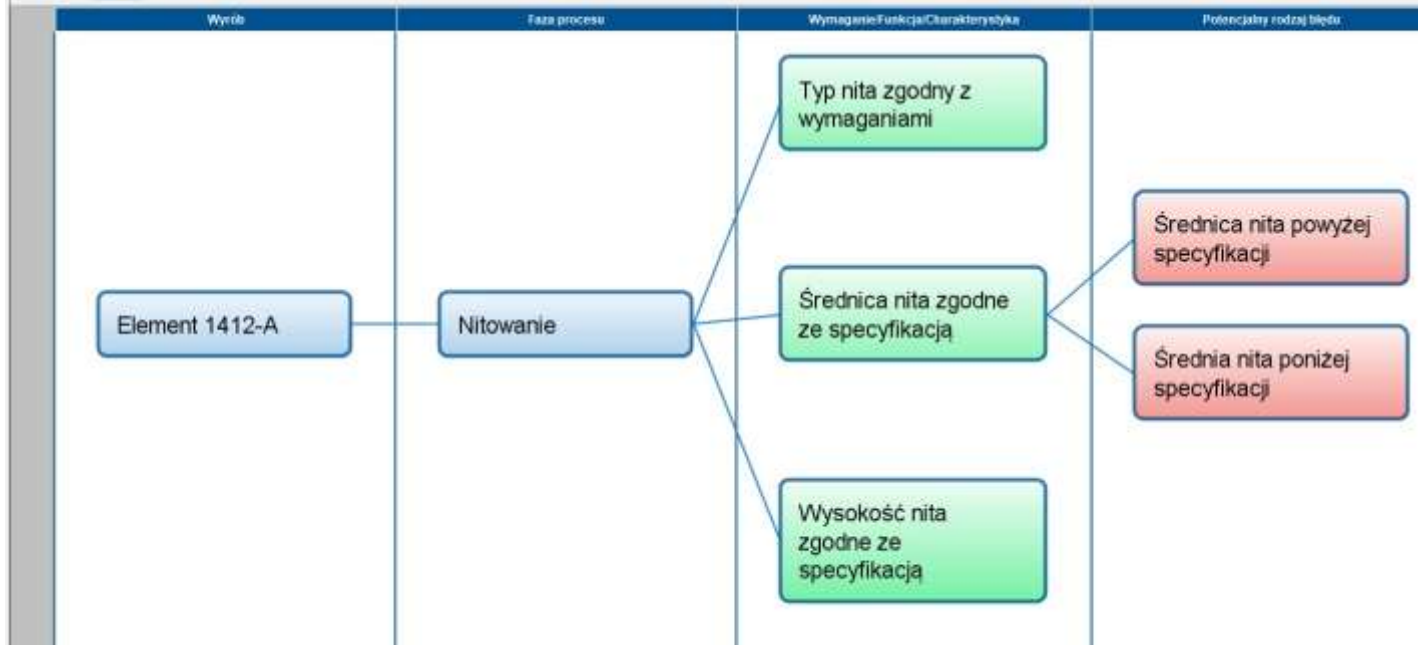 Wyrób
Faza procesu
Wymaganie/Funkcja/Charakterystyka
Potencjalny rodzaj błędu
Element 1412-A
Nitowanie
Typ nita zgodny z
wymaganiami
Średnica nita zgodne
ze specyfikacją
Wysokość nita
zgodne ze
specyfikacją
Średnica nita powyżej
specyfikacji
Średnia nita poniżej
specyfikacji